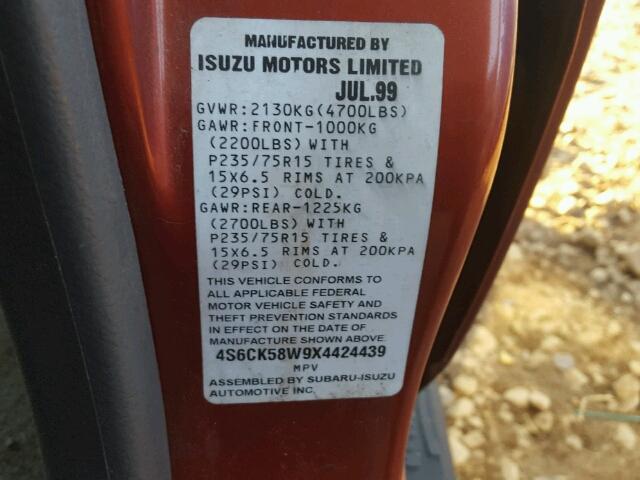 MANUFACTURED BY
ISUZU MOTORS LIMITED
JUL.99
GVWR:2130KG(4700LBS)
GAWR:FRONT-1000KG
(2200LBS) WITH
P235/75R15 TIRES &
15X6.5 RIMS AT 200KPA
(29PSI) COLD.
GAWR:REAR-1225KG
(2700LBS) WITH
P235/75R15 TIRES &
15X6.5 RIMS AT 200KPA
(29PSI) COLD.
THIS VEHICLE CONFORMS TO
ALL APPLICABLE FEDERAL
MOTOR VEHICLE SAFETY AND
THEFT PREVENTION STANDARDS
IN EFFECT ON THE DATE OF
MANUFACTURE SHOWN ABOVE.
4S6CK58W9X4424439
MPV
ASSEMBLED BY SUBARU-ISUZU
AUTOMOTIVE INC.